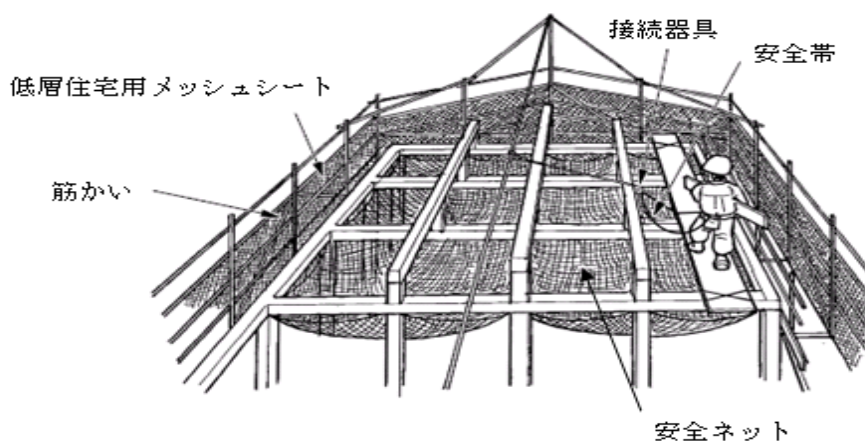 接続器具
安全帯
低層住宅用メッシュシート
筋かい
安全ネット